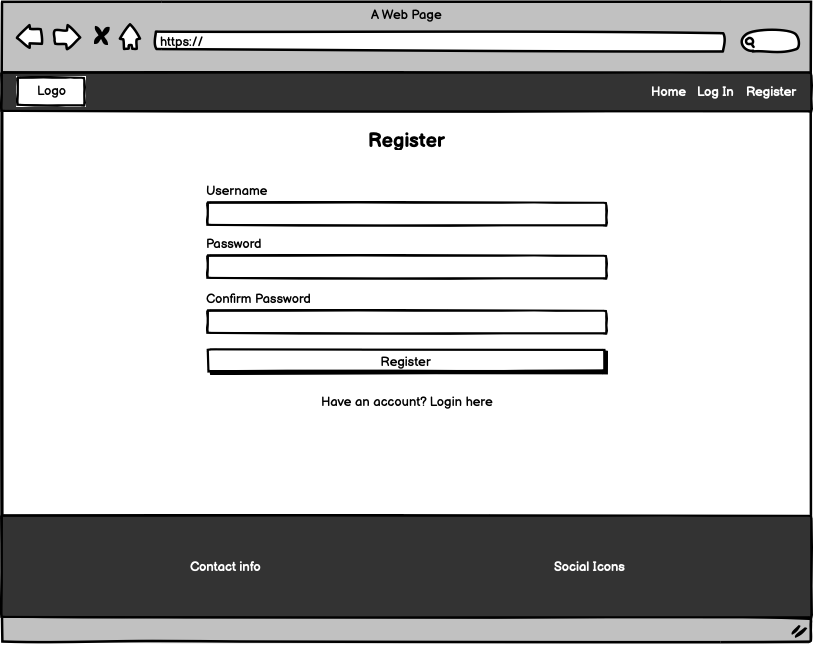 A Web Page
https://
Logo
Home Log In Register
Register
Username
Password
Confirm Password
Register
Have an account? Login here
Contact info Social Icons